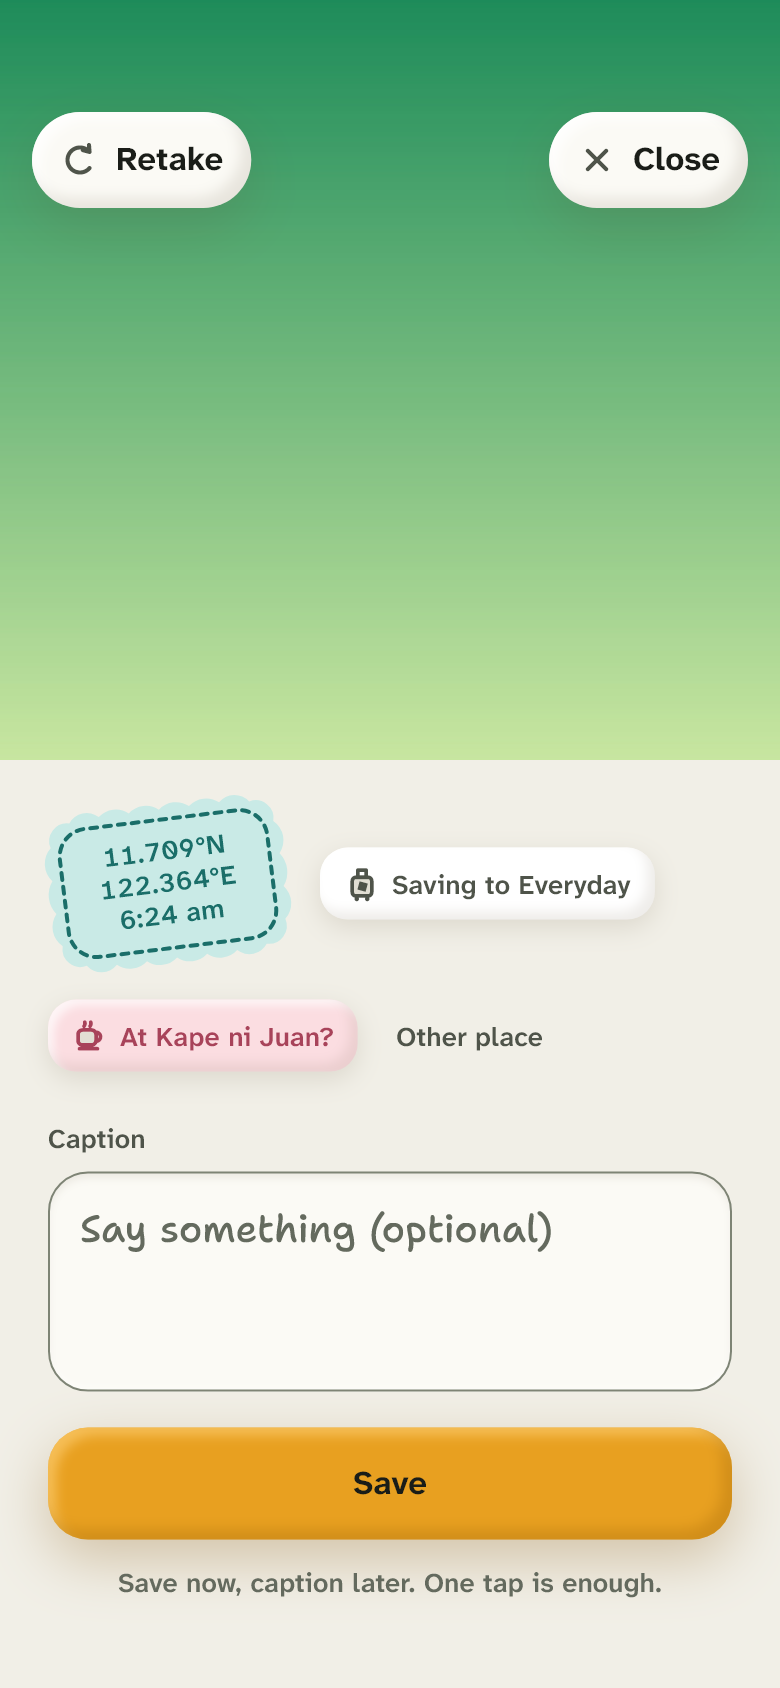 Retake
Close
11.709°N
122.364°E
6:24 am
Saving to Everyday
At Kape ni Juan?
Other place
Caption
Say something (optional)
Save
Save now, caption later. One tap is enough.